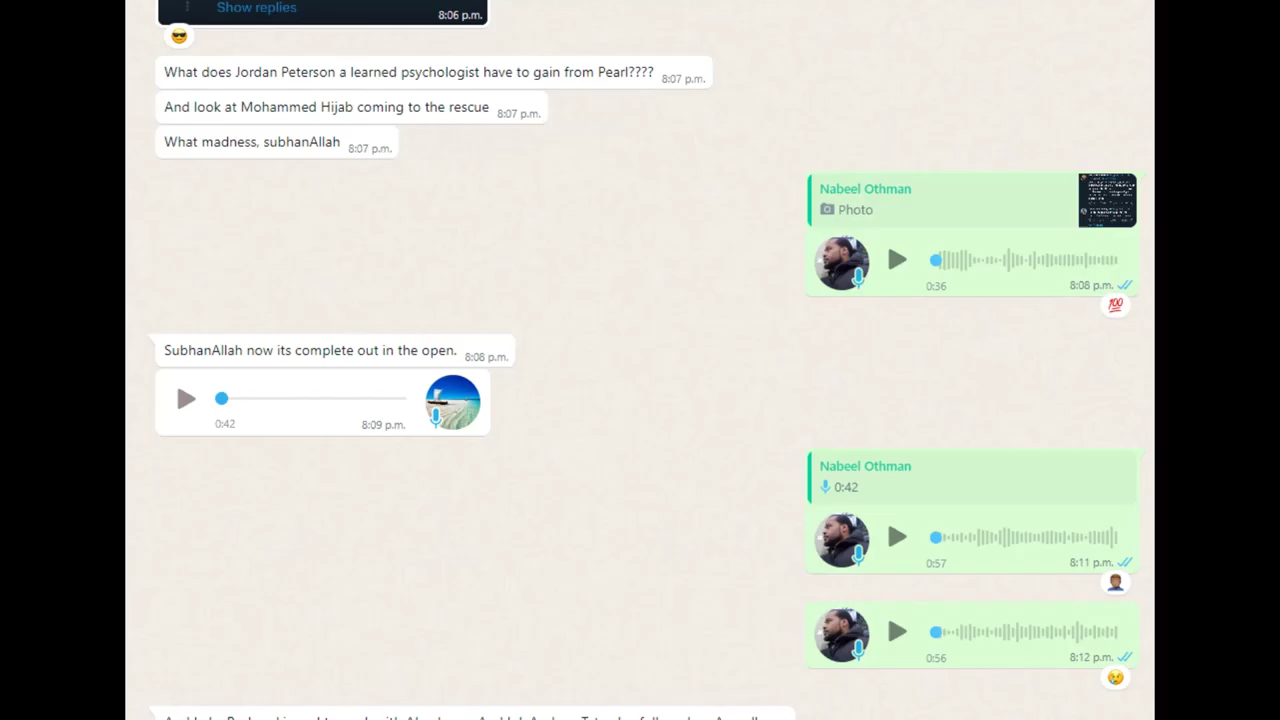 Show replies
8:06 p.m.
What does Jordan Peterson a learned psychologist have to gain from Pearl???? 8:07 p.m.
And look at Mohammed Hijab coming to the rescue 8:07 p.m.
What madness, subhanAllah 8:07 p.m.
Nabeel Othman
Photo
0:36 8:08 p.m.
💯
SubhanAllah now its complete out in the open. 8:08 p.m.
0:42 8:09 p.m.
Nabeel Othman
0:42
0:57 8:11 p.m.
0:56 8:12 p.m.